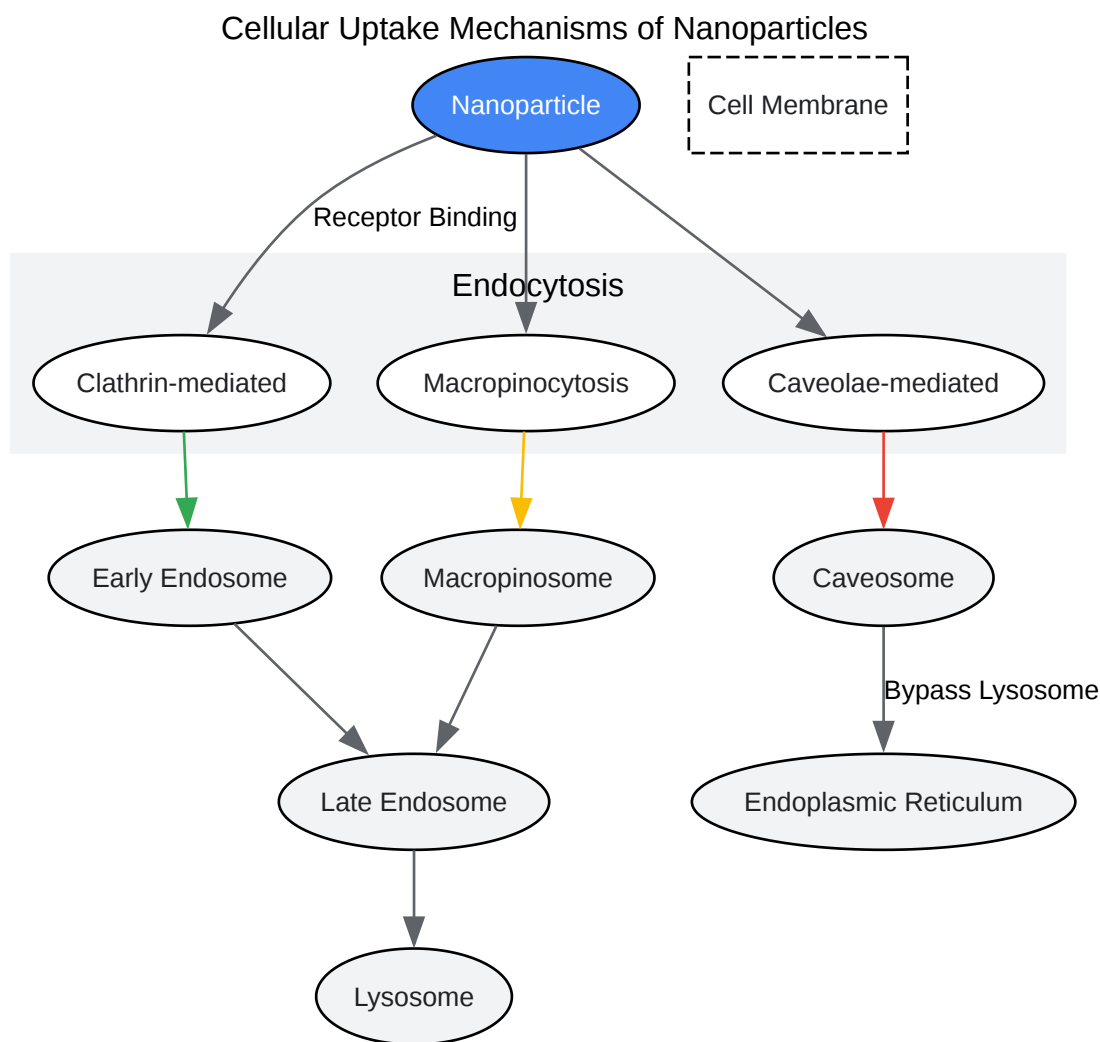 Cellular Uptake Mechanisms of Nanoparticles
Nanoparticle
Cell Membrane
Receptor Binding
Endocytosis
Clathrin-mediated
Macropinocytosis
Caveolae-mediated
Early Endosome
Macropinosome
Caveosome
Bypass Lysosome
Late Endosome
Endoplasmic Reticulum
Lysosome